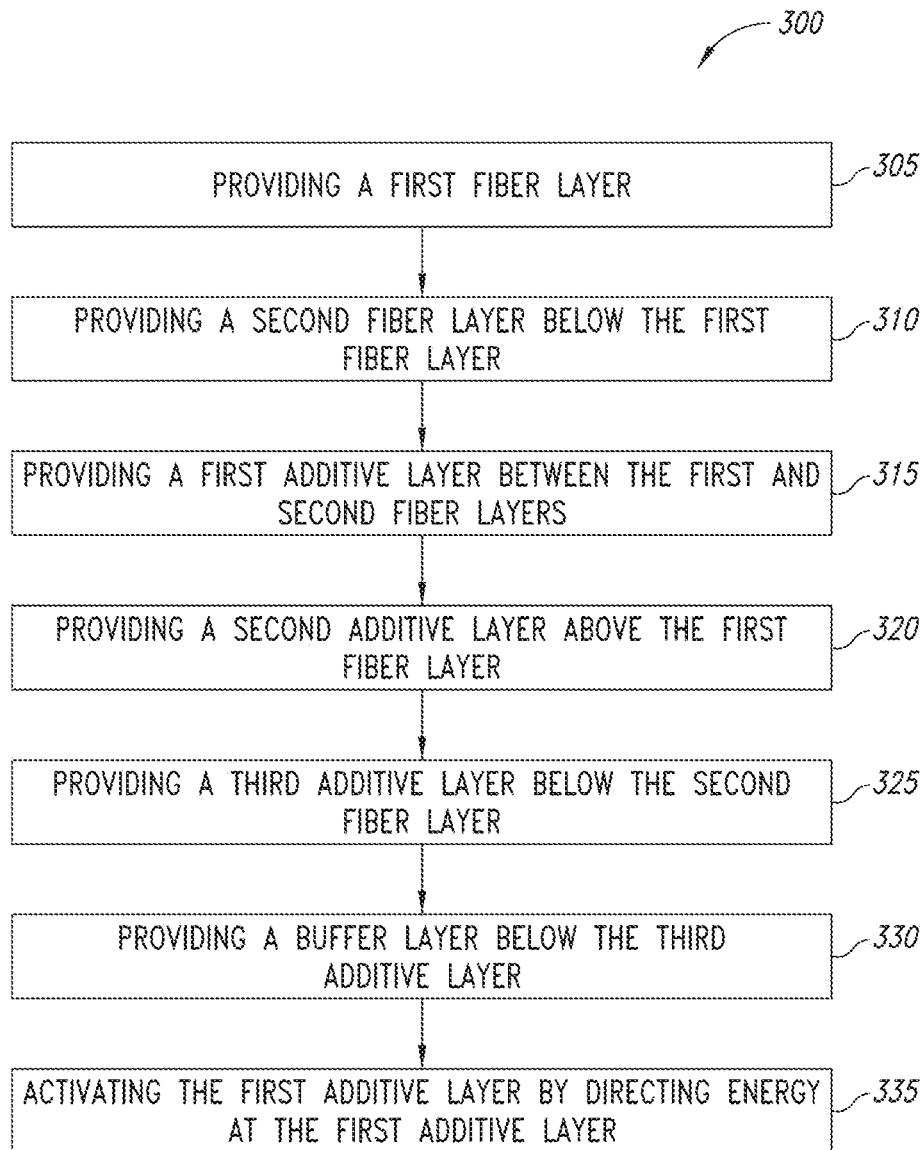 300
PROVIDING A FIRST FIBER LAYER
305
PROVIDING A SECOND FIBER LAYER BELOW THE FIRST
FIBER LAYER
310
PROVIDING A FIRST ADDITIVE LAYER BETWEEN THE FIRST AND
SECOND FIBER LAYERS
315
PROVIDING A SECOND ADDITIVE LAYER ABOVE THE FIRST
FIBER LAYER
320
PROVIDING A THIRD ADDITIVE LAYER BELOW THE SECOND
FIBER LAYER
325
PROVIDING A BUFFER LAYER BELOW THE THIRD
ADDITIVE LAYER
330
ACTIVATING THE FIRST ADDITIVE LAYER BY DIRECTING ENERGY
AT THE FIRST ADDITIVE LAYER
335